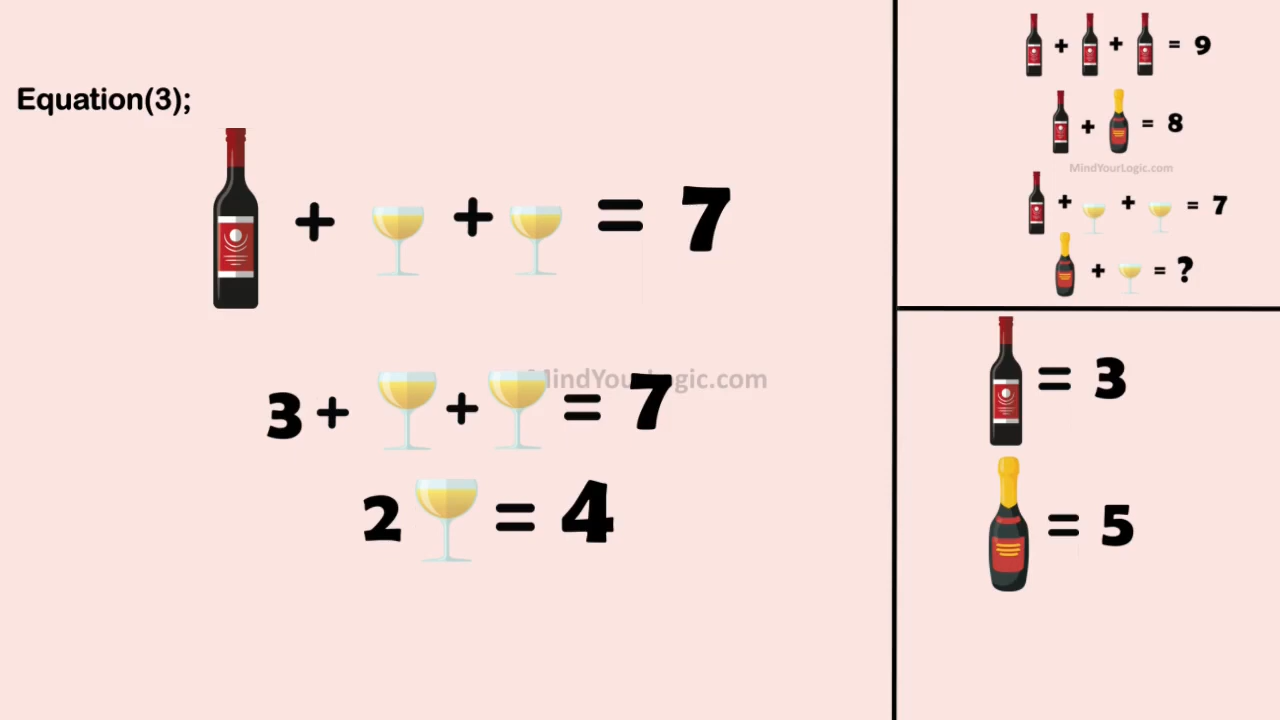 Equation(3);
+ + = 7
MindYourLogic.com
3 + + = 7
2 = 4
+ + = 9
+ = 8
MindYourLogic.com
+ + = 7
+ = ?
= 3
= 5